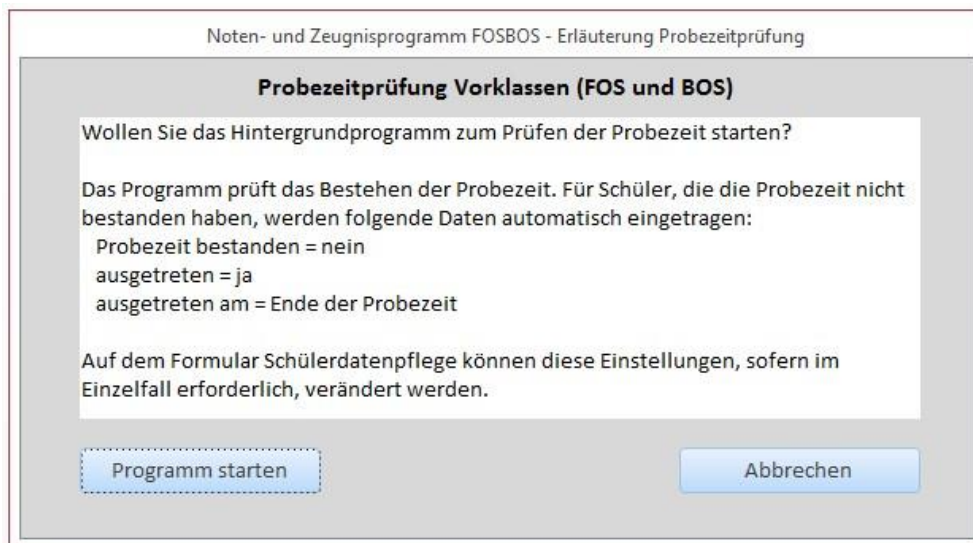 Noten- und Zeugnisprogramm FOSBOS - Erläuterung Probezeitprüfung
Probezeitprüfung Vorklassen (FOS und BOS)
Wollen Sie das Hintergrundprogramm zum Prüfen der Probezeit starten?
Das Programm prüft das Bestehen der Probezeit. Für Schüler, die die Probezeit nicht
bestanden haben, werden folgende Daten automatisch eingetragen:
Probezeit bestanden = nein
ausgetreten = ja
ausgetreten am = Ende der Probezeit
Auf dem Formular Schülerdatenpflege können diese Einstellungen, sofern im
Einzelfall erforderlich, verändert werden.
Programm starten
Abbrechen